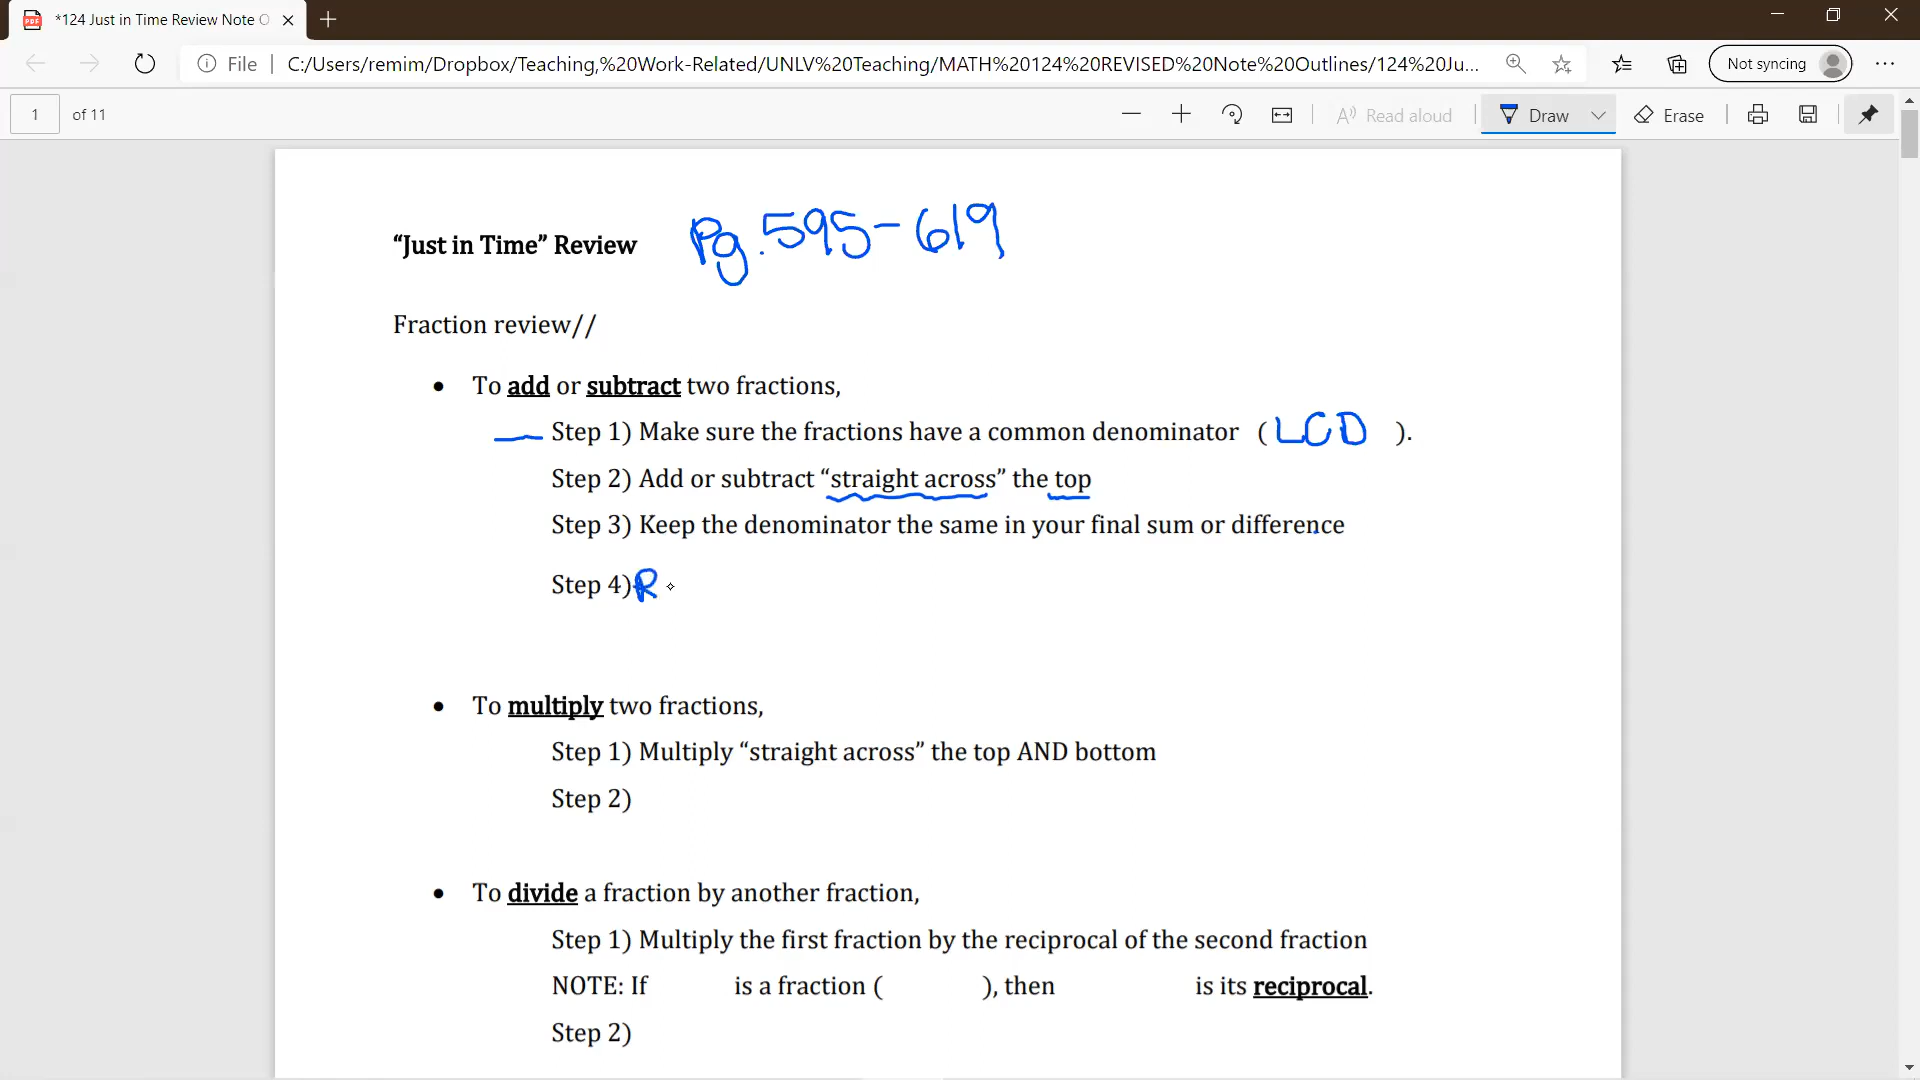 *124 Just in Time Review Note O
File
C:/Users/remim/Dropbox/Teaching,%20Work-Related/UNLV%20Teaching/MATH%20124%20REVISED%20Note%20Outlines/124%20Ju...
Not syncing
1 of 11
Read aloud
Draw
Erase
“Just in Time” Review Pg. 595-619
Fraction review//
• To add or subtract two fractions,
Step 1) Make sure the fractions have a common denominator ( LCD ).
Step 2) Add or subtract “straight across” the top
Step 3) Keep the denominator the same in your final sum or difference
Step 4) R
• To multiply two fractions,
Step 1) Multiply “straight across” the top AND bottom
Step 2)
• To divide a fraction by another fraction,
Step 1) Multiply the first fraction by the reciprocal of the second fraction
NOTE: If is a fraction ( ), then is its reciprocal.
Step 2)